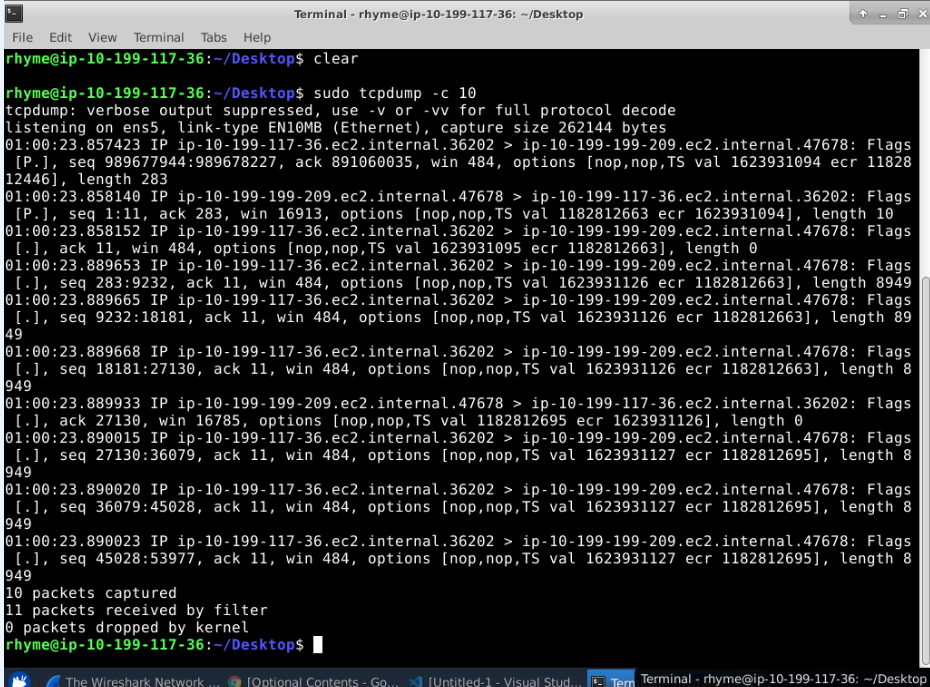 Terminal - rhyme@ip-10-199-117-36: ~/Desktop
File Edit View Terminal Tabs Help
rhyme@ip-10-199-117-36:~/Desktop$ clear
rhyme@ip-10-199-117-36:~/Desktop$ sudo tcpdump -c 10
tcpdump: verbose output suppressed, use -v or -vv for full protocol decode
listening on ens5, link-type EN10MB (Ethernet), capture size 262144 bytes
01:00:23.857423 IP ip-10-199-117-36.ec2.internal.36202 > ip-10-199-199-209.ec2.internal.47678: Flags
[P.], seq 989677944:989678227, ack 891060035, win 484, options [nop,nop,TS val 1623931094 ecr 11828
12446], length 283
01:00:23.858140 IP ip-10-199-199-209.ec2.internal.47678 > ip-10-199-117-36.ec2.internal.36202: Flags
[P.], seq 1:11, ack 283, win 16913, options [nop,nop,TS val 1182812663 ecr 1623931094], length 10
01:00:23.858152 IP ip-10-199-117-36.ec2.internal.36202 > ip-10-199-199-209.ec2.internal.47678: Flags
[.], ack 11, win 484, options [nop,nop,TS val 1623931095 ecr 1182812663], length 0
01:00:23.889653 IP ip-10-199-117-36.ec2.internal.36202 > ip-10-199-199-209.ec2.internal.47678: Flags
[.], seq 283:9232, ack 11, win 484, options [nop,nop,TS val 1623931126 ecr 1182812663], length 8949
01:00:23.889665 IP ip-10-199-117-36.ec2.internal.36202 > ip-10-199-199-209.ec2.internal.47678: Flags
[.], seq 9232:18181, ack 11, win 484, options [nop,nop,TS val 1623931126 ecr 1182812663], length 89
49
01:00:23.889668 IP ip-10-199-117-36.ec2.internal.36202 > ip-10-199-199-209.ec2.internal.47678: Flags
[.], seq 18181:27130, ack 11, win 484, options [nop,nop,TS val 1623931126 ecr 1182812663], length 8
949
01:00:23.889933 IP ip-10-199-199-209.ec2.internal.47678 > ip-10-199-117-36.ec2.internal.36202: Flags
[.], ack 27130, win 16785, options [nop,nop,TS val 1182812695 ecr 1623931126], length 0
01:00:23.890015 IP ip-10-199-117-36.ec2.internal.36202 > ip-10-199-199-209.ec2.internal.47678: Flags
[.], seq 27130:36079, ack 11, win 484, options [nop,nop,TS val 1623931127 ecr 1182812695], length 8
949
01:00:23.890020 IP ip-10-199-117-36.ec2.internal.36202 > ip-10-199-199-209.ec2.internal.47678: Flags
[.], seq 36079:45028, ack 11, win 484, options [nop,nop,TS val 1623931127 ecr 1182812695], length 8
949
01:00:23.890023 IP ip-10-199-117-36.ec2.internal.36202 > ip-10-199-199-209.ec2.internal.47678: Flags
[.], seq 45028:53977, ack 11, win 484, options [nop,nop,TS val 1623931127 ecr 1182812695], length 8
949
10 packets captured
11 packets received by filter
0 packets dropped by kernel
rhyme@ip-10-199-117-36:~/Desktop$
The Wireshark Network ... [Optional Contents - Go... [Untitled-1 - Visual Stud... Term Terminal - rhyme@ip-10-199-117-36: ~/Desktop